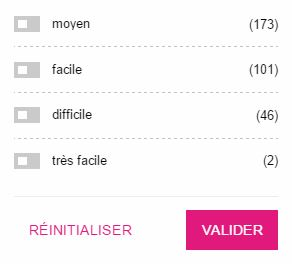 moyen (173)
facile (101)
difficile (46)
très facile (2)
RÉINITIALISER VALIDER